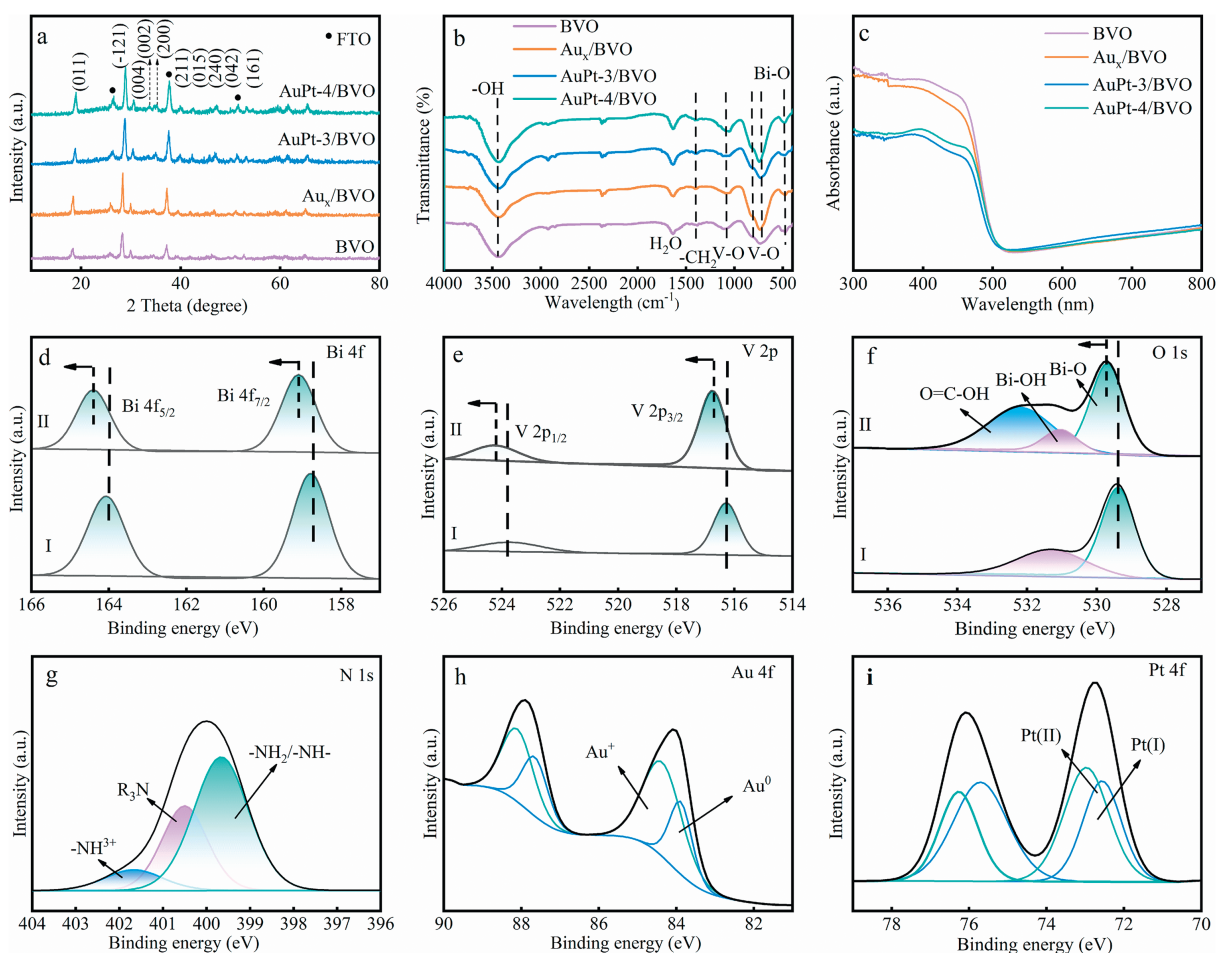 a
(011)
(-121)
(004)
(002)
(200)
(211)
(015)
(240)
(042)
(161)
• FTO
AuPt-4/BVO
AuPt-3/BVO
Auₓ/BVO
BVO
Intensity (a.u.)
10 20 40 60 80
2 Theta (degree)
b
BVO
Auₓ/BVO
AuPt-3/BVO
AuPt-4/BVO
-OH
Bi-O
H₂O
-CH₂
V-O
V-O
Transmittance (%)
4000 3500 3000 2500 2000 1500 1000 500
Wavelength (cm⁻¹)
c
BVO
Auₓ/BVO
AuPt-3/BVO
AuPt-4/BVO
Absorbance (a.u.)
300 400 500 600 700 800
Wavelength (nm)
d
Bi 4f
II
Bi 4f₅/₂
Bi 4f₇/₂
I
Intensity (a.u.)
166 164 162 160 158
Binding energy (eV)
e
V 2p
II
V 2p₁/₂
V 2p₃/₂
I
Intensity (a.u.)
526 524 522 520 518 516 514
Binding energy (eV)
f
O 1s
O=C-OH
Bi-OH
Bi-O
II
I
Intensity (a.u.)
536 534 532 530 528
Binding energy (eV)
g
N 1s
-NH₂/-NH-
R₃N
-NH³⁺
Intensity (a.u.)
404 402 400 398 396
Binding energy (eV)
h
Au 4f
Au⁺
Au⁰
Intensity (a.u.)
90 88 86 84 82
Binding energy (eV)
i
Pt 4f
Pt(II)
Pt(I)
Intensity (a.u.)
78 76 74 72 70
Binding energy (eV)